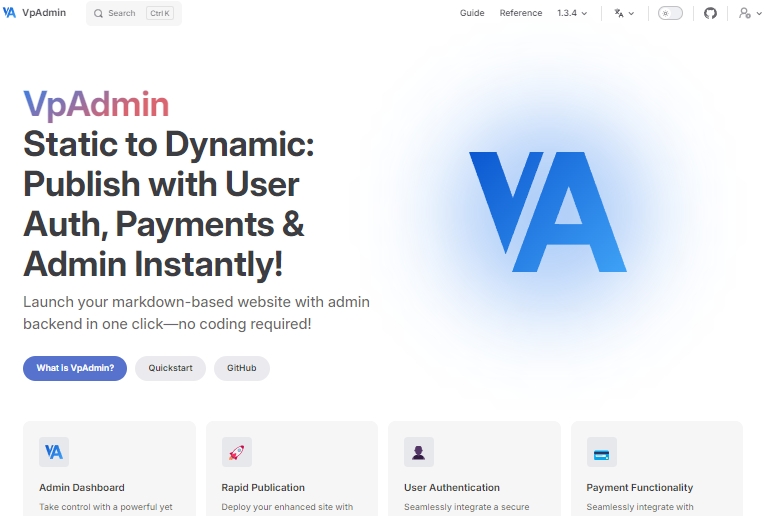 VA VpAdmin
Search
Ctrl K
Guide
Reference
1.3.4
VpAdmin
Static to Dynamic:
Publish with User
Auth, Payments &
Admin Instantly!
Launch your markdown-based website with admin
backend in one click—no coding required!
What is VpAdmin?
Quickstart
GitHub
VA
VA
Admin Dashboard
Take control with a powerful yet
Rapid Publication
Deploy your enhanced site with
User Authentication
Seamlessly integrate a secure
Payment Functionality
Seamlessly integrate with